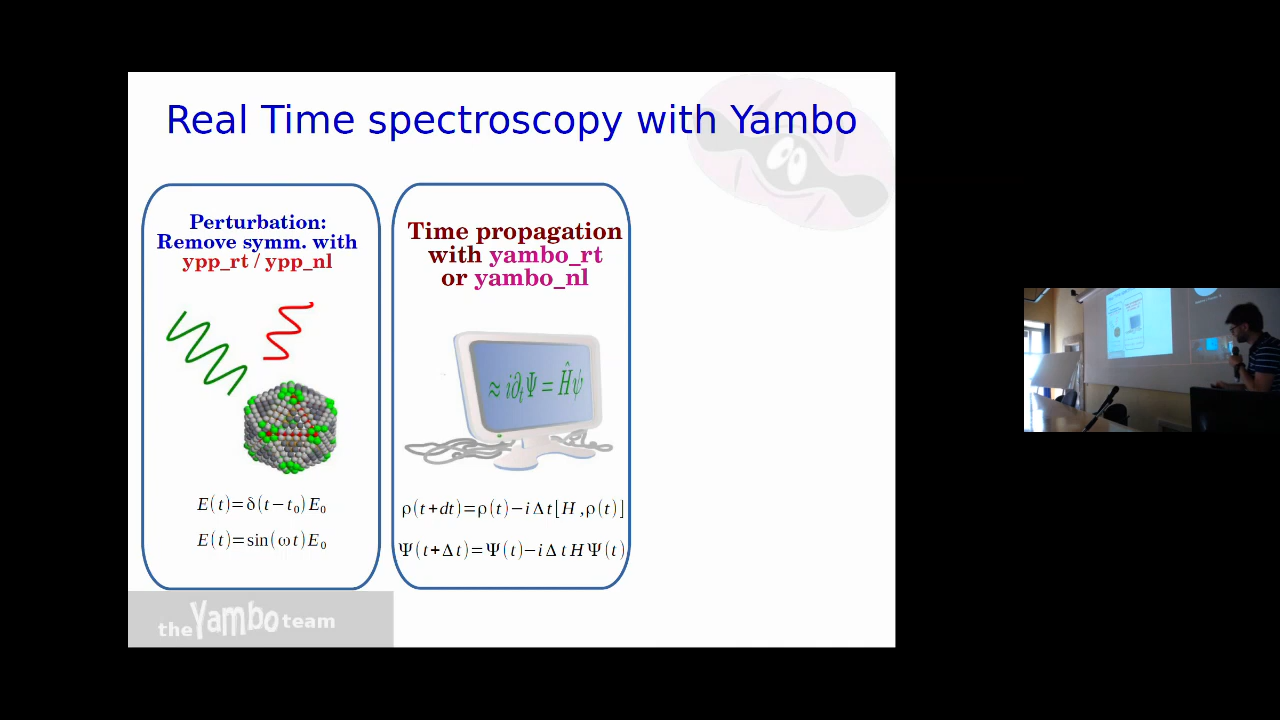 Real Time spectroscopy with Yambo
Perturbation:
Remove symm. with
ypp_rt / ypp_nl
E(t)=δ(t−t₀)E₀
E(t)=sin(ωt)E₀
Time propagation
with yambo_rt
or yambo_nl
≈ i∂ₜΨ = Ĥψ
ρ(t+dt)=ρ(t)−iΔt[H,ρ(t)]
Ψ(t+Δt)=Ψ(t)−iΔtHΨ(t)
the Yambo team